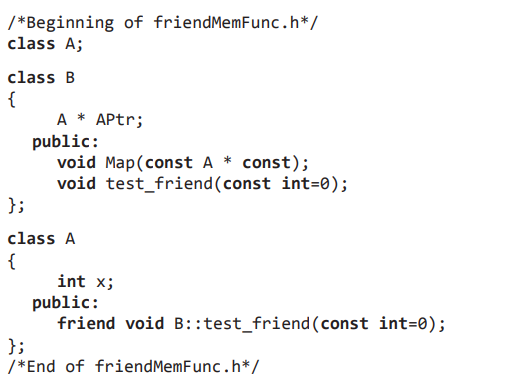 /*Beginning of friendMemFunc.h*/
class A;
class B
{
A * APtr;
public:
void Map(const A * const);
void test_friend(const int=0);
};
class A
{
int x;
public:
friend void B::test_friend(const int=0);
};
/*End of friendMemFunc.h*/